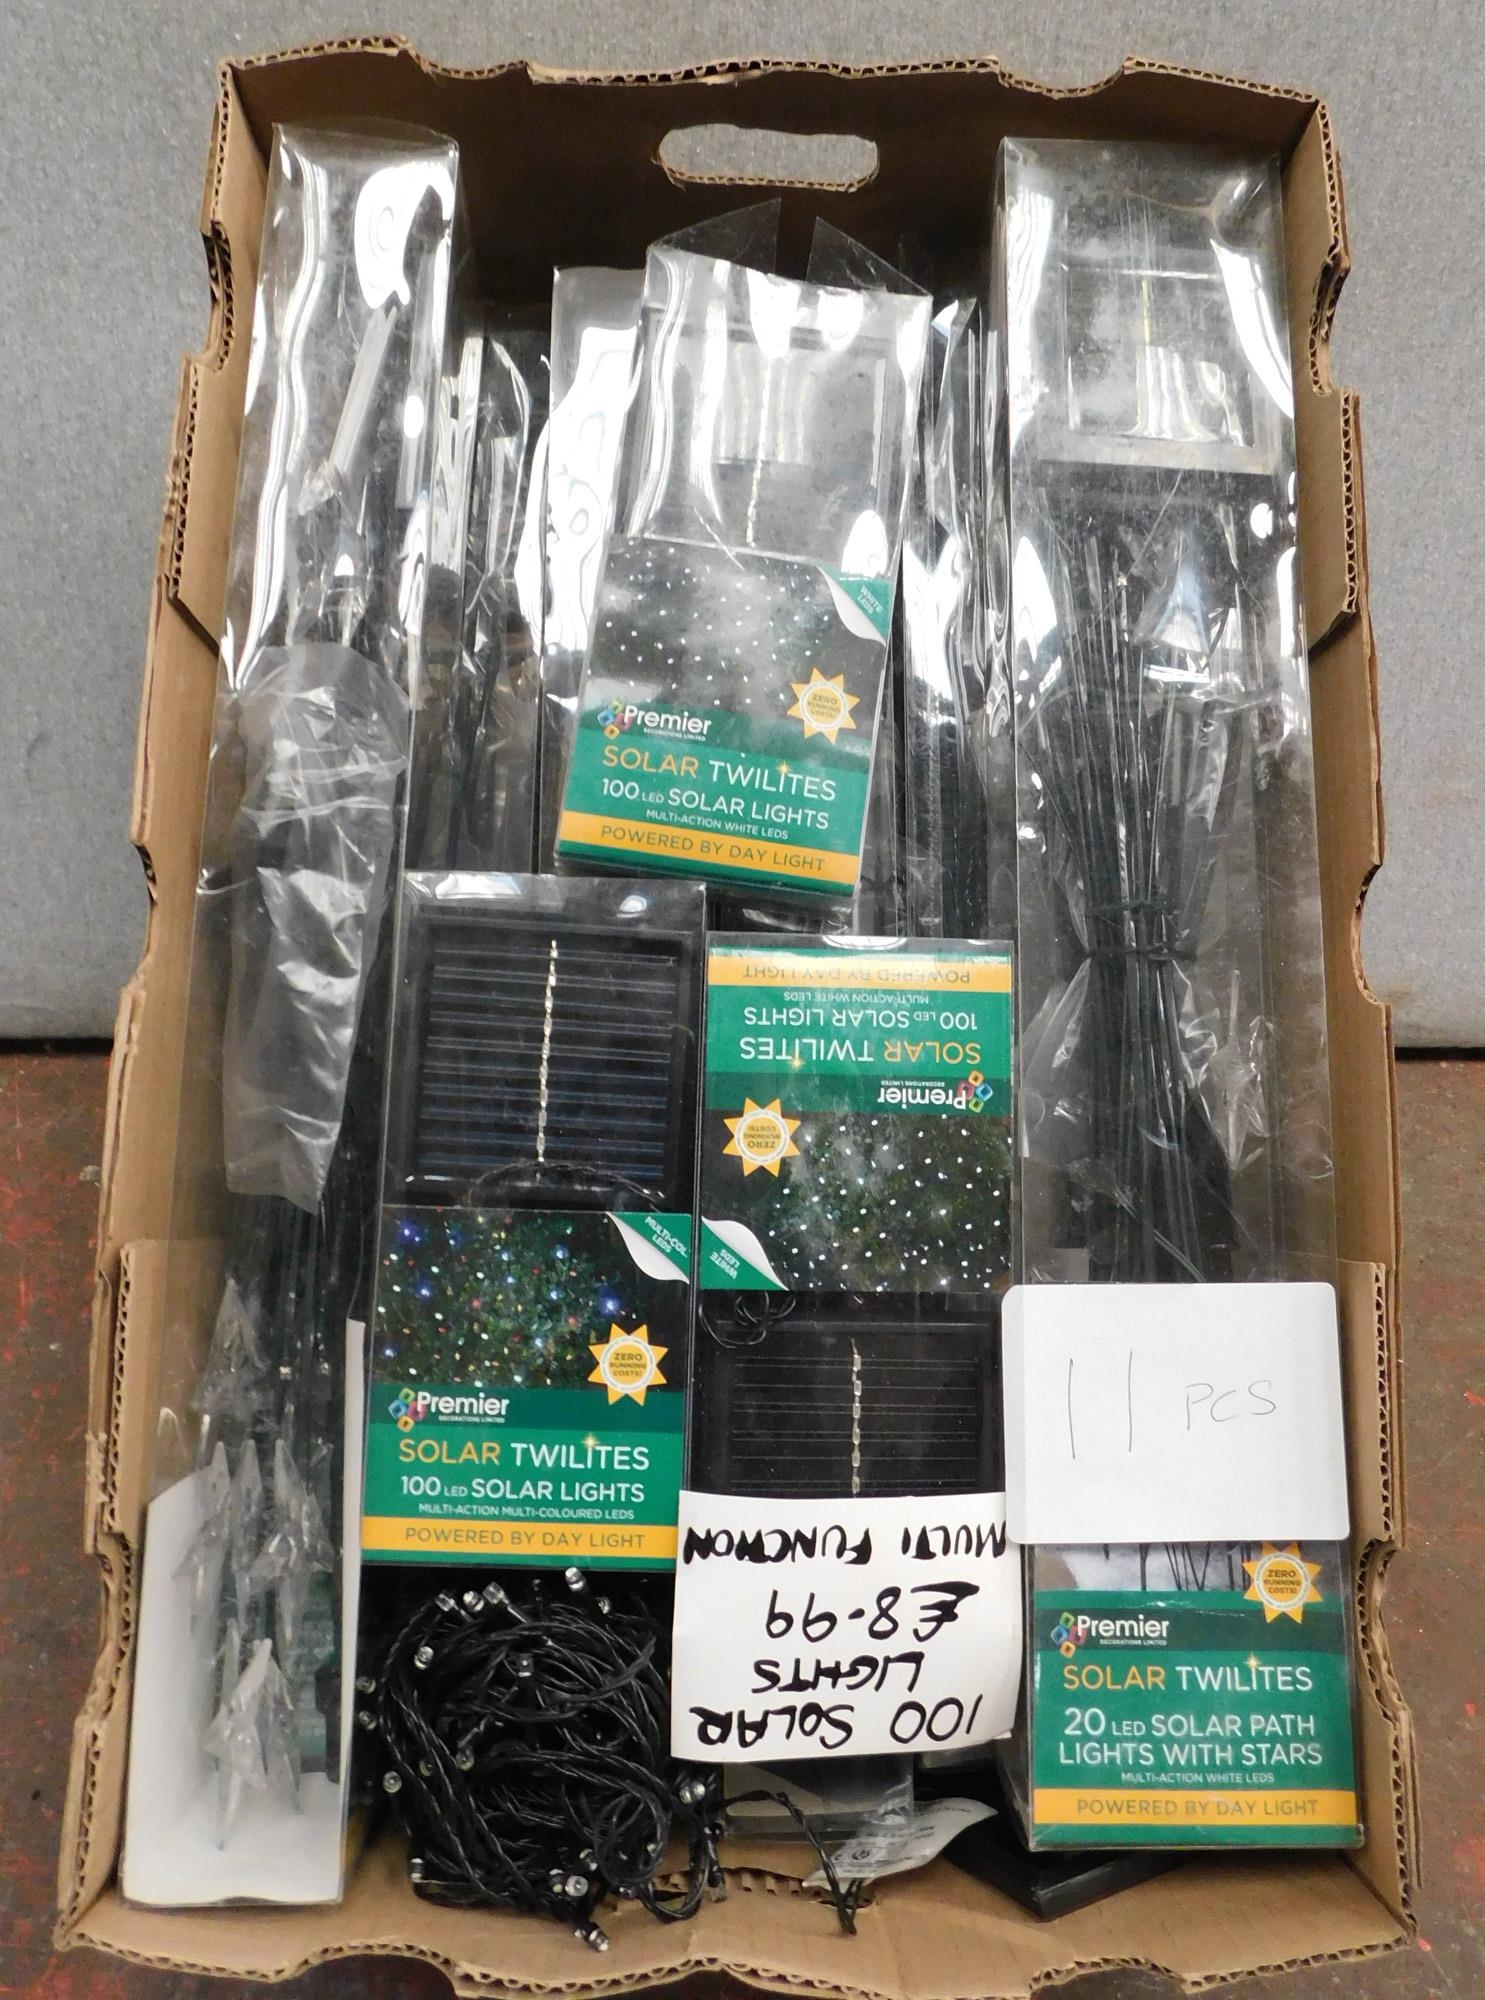 WHITE
LEDS
ZERO
RUNNING
COSTS!
Premier
DECORATIONS LIMITED
SOLAR TWILITES
100 LED SOLAR LIGHTS
MULTI-ACTION WHITE LEDS
POWERED BY DAY LIGHT
MULTI-COL
LEDS
ZERO
RUNNING
COSTS!
Premier
DECORATIONS LIMITED
SOLAR TWILITES
100 LED SOLAR LIGHTS
MULTI-ACTION MULTI-COLOURED LEDS
POWERED BY DAY LIGHT
WHITE
LEDS
ZERO
RUNNING
COSTS!
Premier
DECORATIONS LIMITED
SOLAR TWILITES
100 LED SOLAR LIGHTS
MULTI-ACTION WHITE LEDS
POWERED BY DAY LIGHT
100 SOLAR
LIGHTS
£8-99
MULTI FUNCTION
11 PCS
ZERO
RUNNING
COSTS!
Premier
DECORATIONS LIMITED
SOLAR TWILITES
20 LED SOLAR PATH
LIGHTS WITH STARS
MULTI-ACTION WHITE LEDS
POWERED BY DAY LIGHT